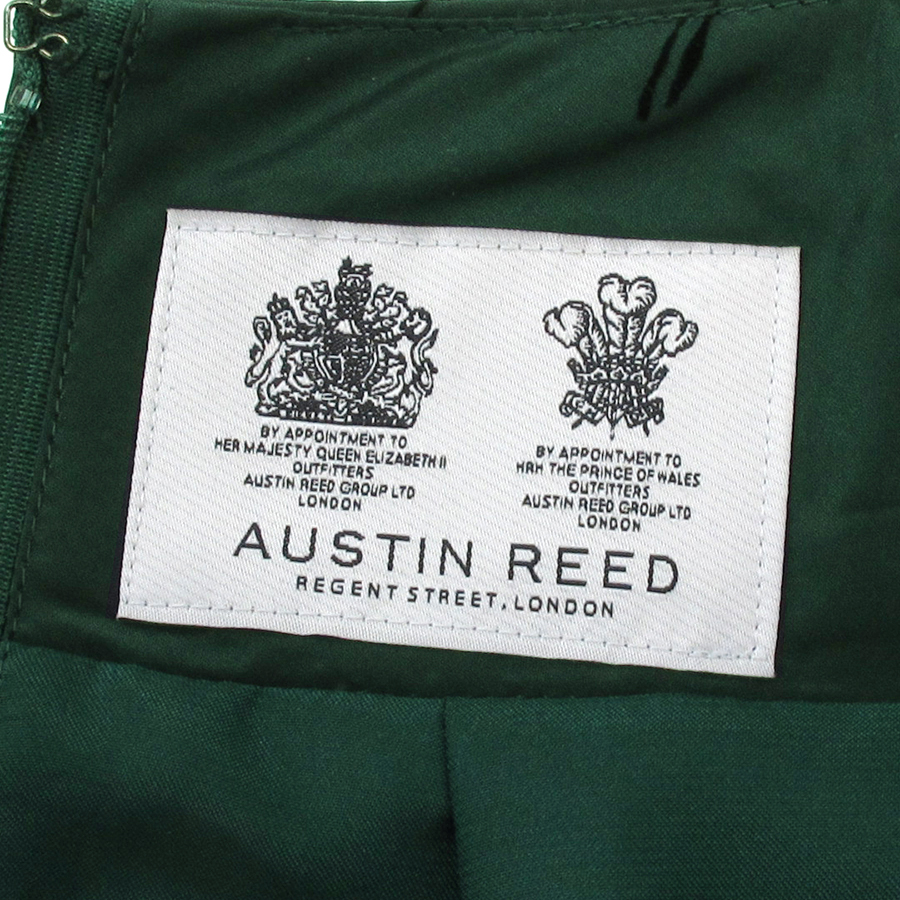 BY APPOINTMENT TO
HER MAJESTY QUEEN ELIZABETH II
OUTFITTERS
AUSTIN REED GROUP LTD
LONDON
BY APPOINTMENT TO
HRH THE PRINCE OF WALES
OUTFITTERS
AUSTIN REED GROUP LTD
LONDON
AUSTIN REED
REGENT STREET, LONDON